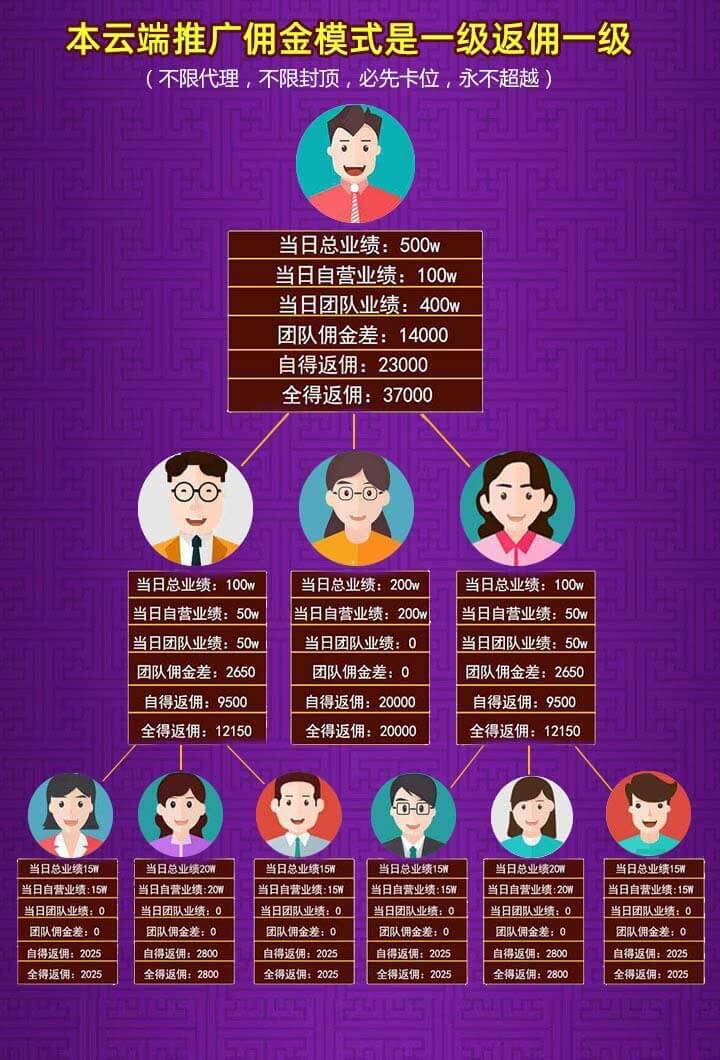 本云端推广佣金模式是一级返佣一级
（不限代理，不限封顶，必先卡位，永不超越）
当日总业绩：500w
当日自营业绩：100w
当日团队业绩：400w
团队佣金差：14000
自得返佣：23000
全得返佣：37000
当日总业绩：100w
当日自营业绩：50w
当日团队业绩：50w
团队佣金差：2650
自得返佣：9500
全得返佣：12150
当日总业绩：200w
当日自营业绩：200w
当日团队业绩：0
团队佣金差：0
自得返佣：20000
全得返佣：20000
当日总业绩：100w
当日自营业绩：50w
当日团队业绩：50w
团队佣金差：2650
自得返佣：9500
全得返佣：12150
当日总业绩15W
当日自营业绩:15W
当日团队业绩：0
团队佣金差：0
自得返佣：2025
全得返佣：2025
当日总业绩20W
当日自营业绩:20W
当日团队业绩：0
团队佣金差：0
自得返佣：2800
全得返佣：2800
当日总业绩15W
当日自营业绩:15W
当日团队业绩：0
团队佣金差：0
自得返佣：2025
全得返佣：2025
当日总业绩15W
当日自营业绩:15W
当日团队业绩：0
团队佣金差：0
自得返佣：2025
全得返佣：2025
当日总业绩20W
当日自营业绩:20W
当日团队业绩：0
团队佣金差：0
自得返佣：2800
全得返佣：2800
当日总业绩15W
当日自营业绩:15W
当日团队业绩：0
团队佣金差：0
自得返佣：2025
全得返佣：2025